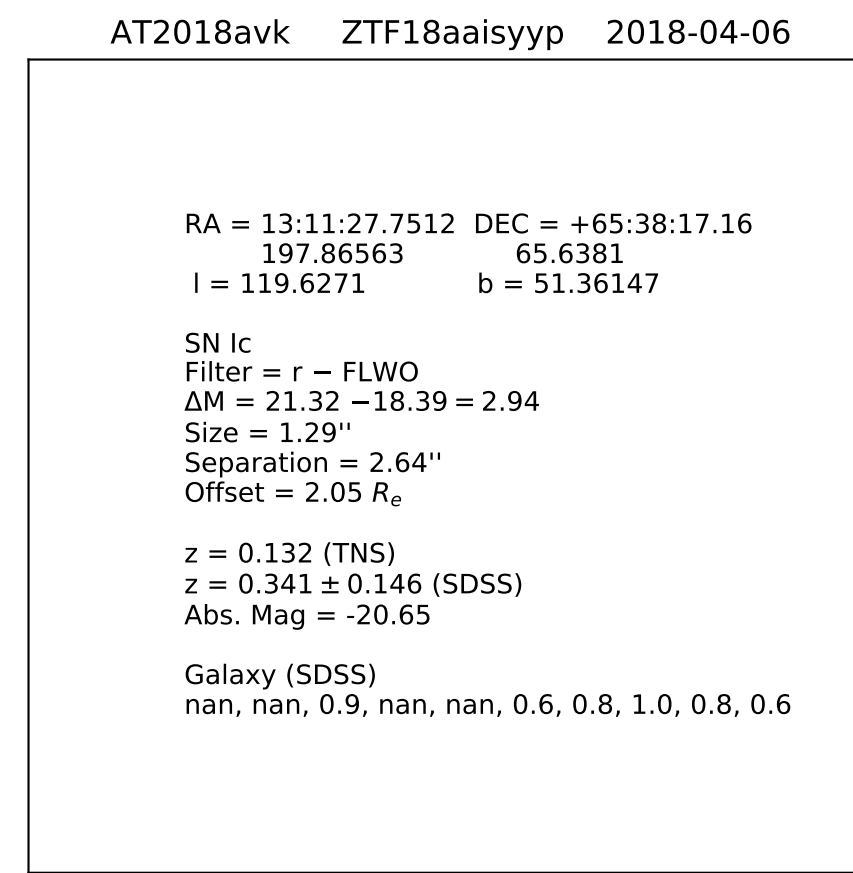 AT2018avk ZTF18aaisyyp 2018-04-06
RA = 13:11:27.7512 DEC = +65:38:17.16
197.86563 65.6381
l = 119.6271 b = 51.36147
SN Ic
Filter = r − FLWO
ΔM = 21.32 −18.39 = 2.94
Size = 1.29''
Separation = 2.64''
Offset = 2.05 Rₑ
z = 0.132 (TNS)
z = 0.341 ± 0.146 (SDSS)
Abs. Mag = -20.65
Galaxy (SDSS)
nan, nan, 0.9, nan, nan, 0.6, 0.8, 1.0, 0.8, 0.6